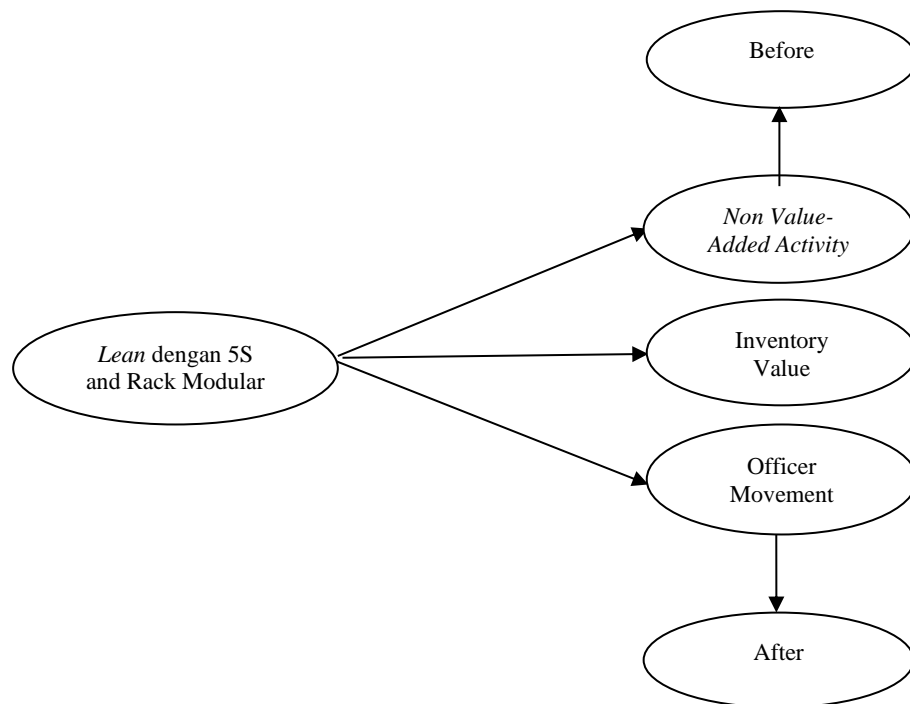 Before
Non Value-
Added Activity
Lean dengan 5S
and Rack Modular
Inventory
Value
Officer
Movement
After